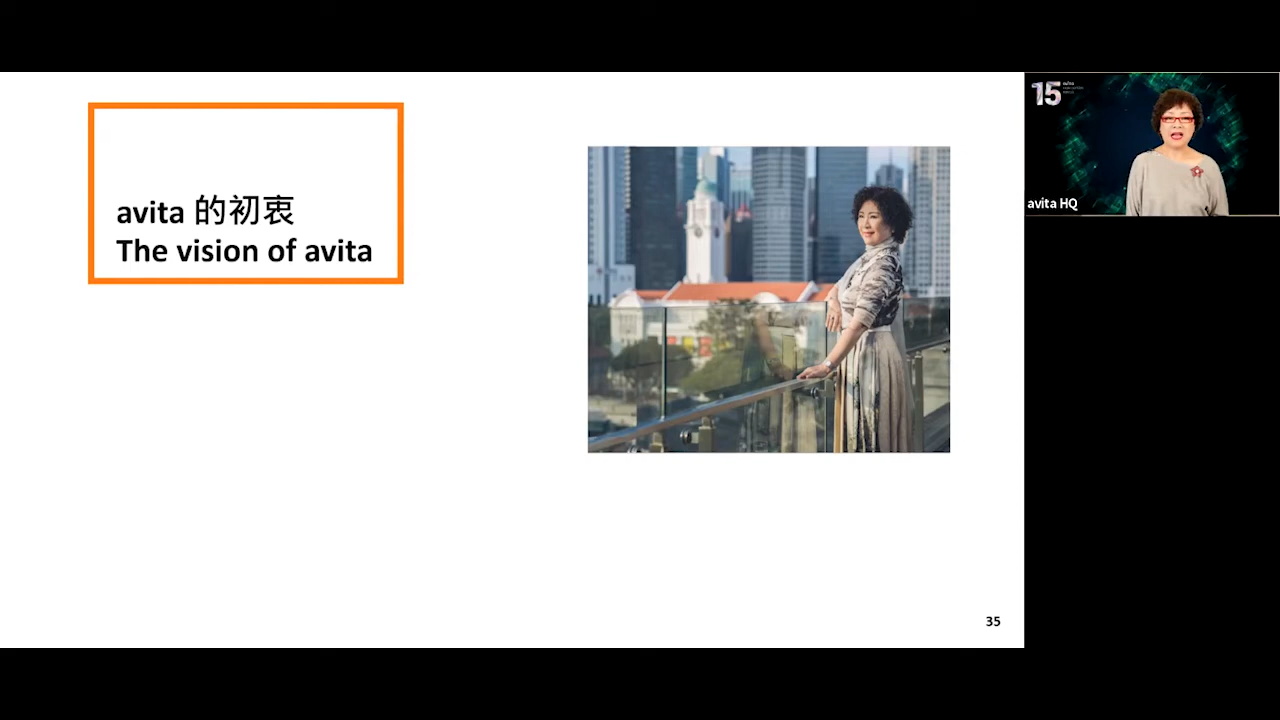 avita 的初衷
The vision of avita
35
15
avita HQ